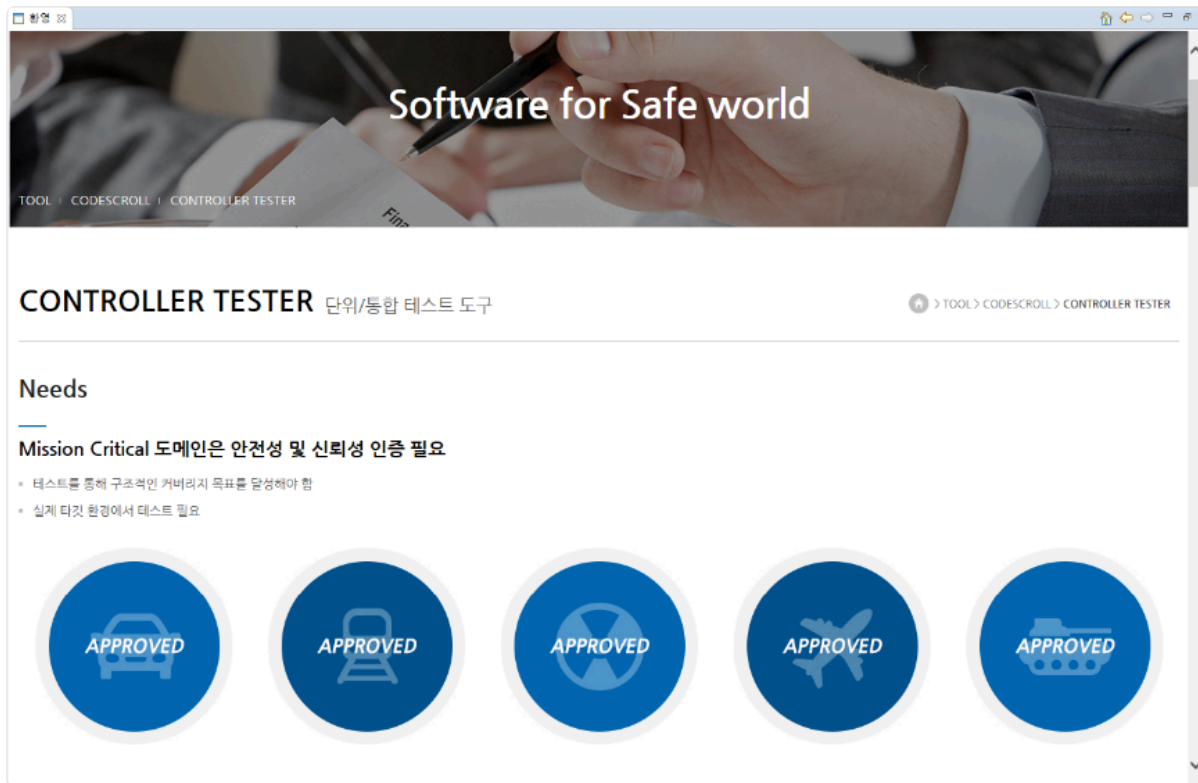 환영
Software for Safe world
TOOL | CODESCROLL | CONTROLLER TESTER
Fina
CONTROLLER TESTER 단위/통합 테스트 도구
> TOOL > CODESCROLL > CONTROLLER TESTER
Needs
Mission Critical 도메인은 안전성 및 신뢰성 인증 필요
테스트를 통해 구조적인 커버리지 목표를 달성해야 함
실제 타깃 환경에서 테스트 필요
APPROVED APPROVED APPROVED APPROVED APPROVED